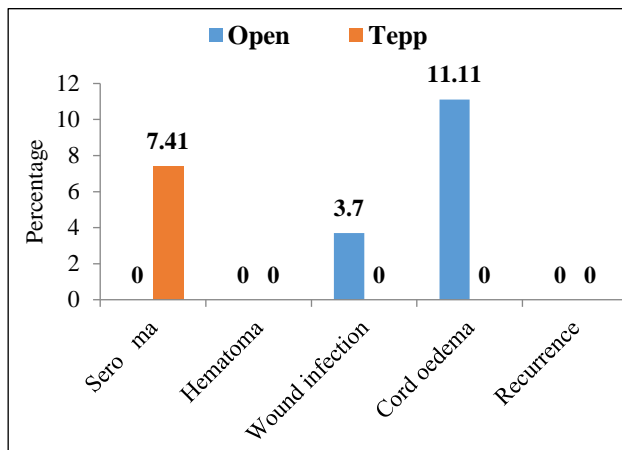 Open Tepp
12
10
8
6
4
2
0
Percentage
0 7.41
0 0
3.7 0
11.11 0
0 0
Sero ma
Hematoma
Wound infection
Cord oedema
Recurrence